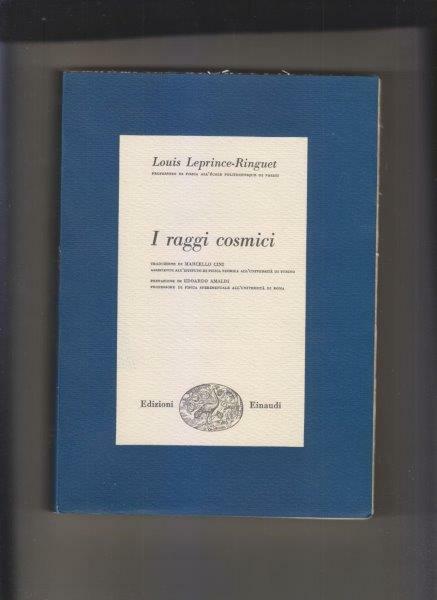 Louis Leprince-Ringuet
PROFESSORE DI FISICA ALL'ÉCOLE POLYTECHNIQUE DI PARIGI
I raggi cosmici
TRADUZIONE DI MARCELLO CINI
ASSISTENTE ALL'ISTITUTO DI FISICA TECNICA ALL'UNIVERSITÀ DI TORINO
PREFAZIONE DI EDOARDO AMALDI
PROFESSORE DI FISICA SPERIMENTALE ALL'UNIVERSITÀ DI ROMA
Edizioni Einaudi